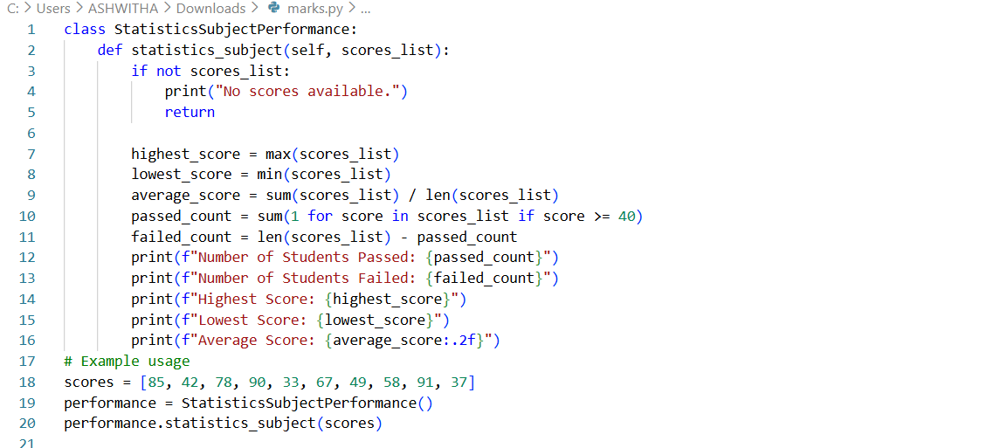 C: > Users > ASHWITHA > Downloads > marks.py > ...
1 class StatisticsSubjectPerformance:
2     def statistics_subject(self, scores_list):
3         if not scores_list:
4             print("No scores available.")
5             return
6
7         highest_score = max(scores_list)
8         lowest_score = min(scores_list)
9         average_score = sum(scores_list) / len(scores_list)
10         passed_count = sum(1 for score in scores_list if score >= 40)
11         failed_count = len(scores_list) - passed_count
12         print(f"Number of Students Passed: {passed_count}")
13         print(f"Number of Students Failed: {failed_count}")
14         print(f"Highest Score: {highest_score}")
15         print(f"Lowest Score: {lowest_score}")
16         print(f"Average Score: {average_score:.2f}")
17 # Example usage
18 scores = [85, 42, 78, 90, 33, 67, 49, 58, 91, 37]
19 performance = StatisticsSubjectPerformance()
20 performance.statistics_subject(scores)
21